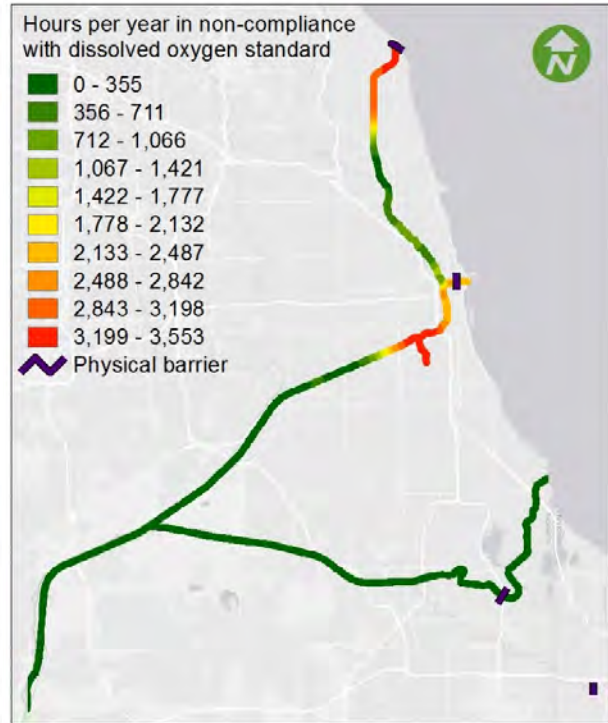 Hours per year in non-compliance
with dissolved oxygen standard
0 - 355
356 - 711
712 - 1,066
1,067 - 1,421
1,422 - 1,777
1,778 - 2,132
2,133 - 2,487
2,488 - 2,842
2,843 - 3,198
3,199 - 3,553
Physical barrier
N